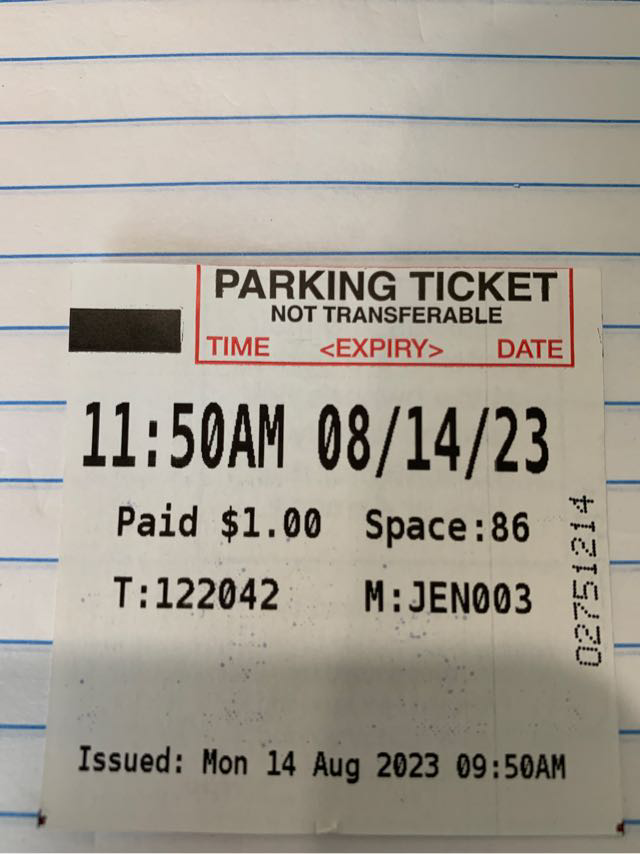 PARKING TICKET
NOT TRANSFERABLE
TIME <EXPIRY> DATE
11:50AM 08/14/23
Paid $1.00 Space:86
T:122042 M:JEN003
02751214
Issued: Mon 14 Aug 2023 09:50AM